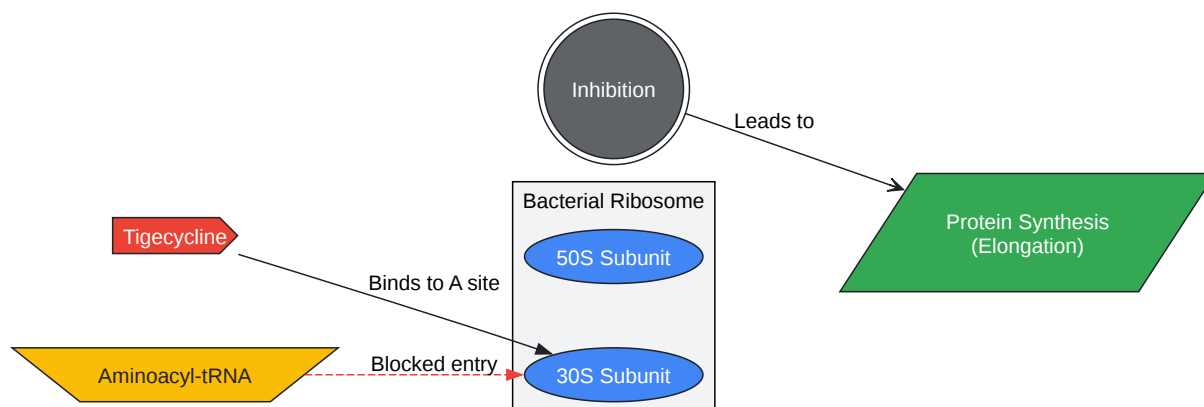 Inhibition
Leads to
Bacterial Ribosome
Protein Synthesis
(Elongation)
Tigecycline
50S Subunit
Binds to A site
Blocked entry
Aminoacyl-tRNA
30S Subunit